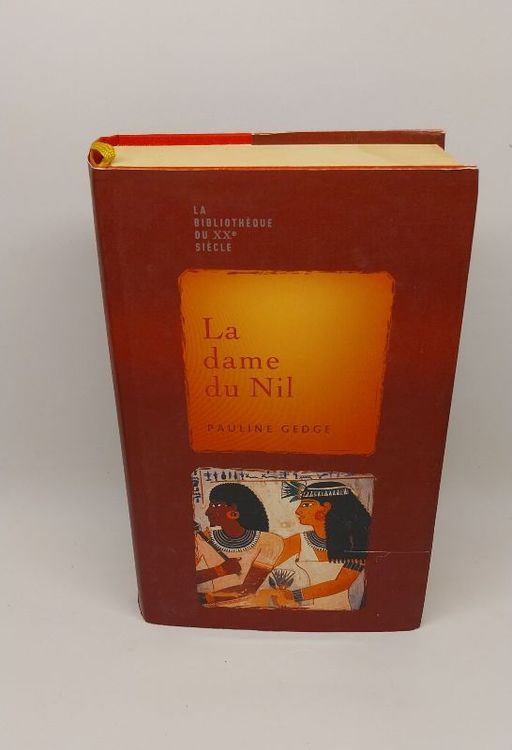 LA
BIBLIOTHÈQUE
DU XXe
SIÈCLE
La
dame
du Nil
PAULINE GEDGE